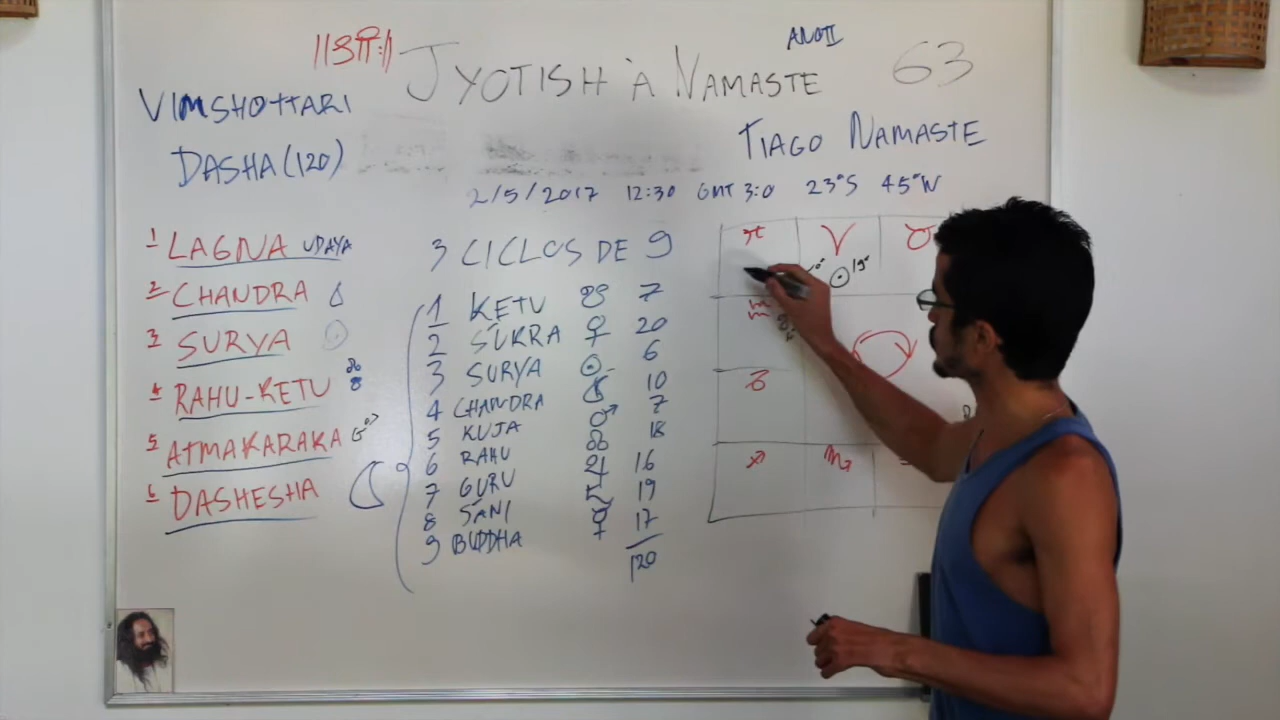 JYOTISH À NAMASTE
ANO II
63
VIMSHOTTARI
DASHA (120)
TIAGO NAMASTE
2/5/2017 12:30 GMT 3:0 23°S 45°W
1 LAGNA UDAYA
2 CHANDRA
3 SURYA ☉
4 RAHU-KETU ☊ ☋
5 ATMAKARAKA
6 DASHESHA ☾
3 CICLOS DE 9
1 KETU ☋ 7
2 SÚKRA ♀ 20
3 SURYA ☉ 6
4 CHANDRA ☾ 10
5 KUJA ♂ 7
6 RAHU ☊ 18
7 GURU ♃ 16
8 SÁNI ♄ 19
9 BUDDHA ☿ 17
120
♓ ♈ ♉
☉ 19°
♒
♑
♐ ♏